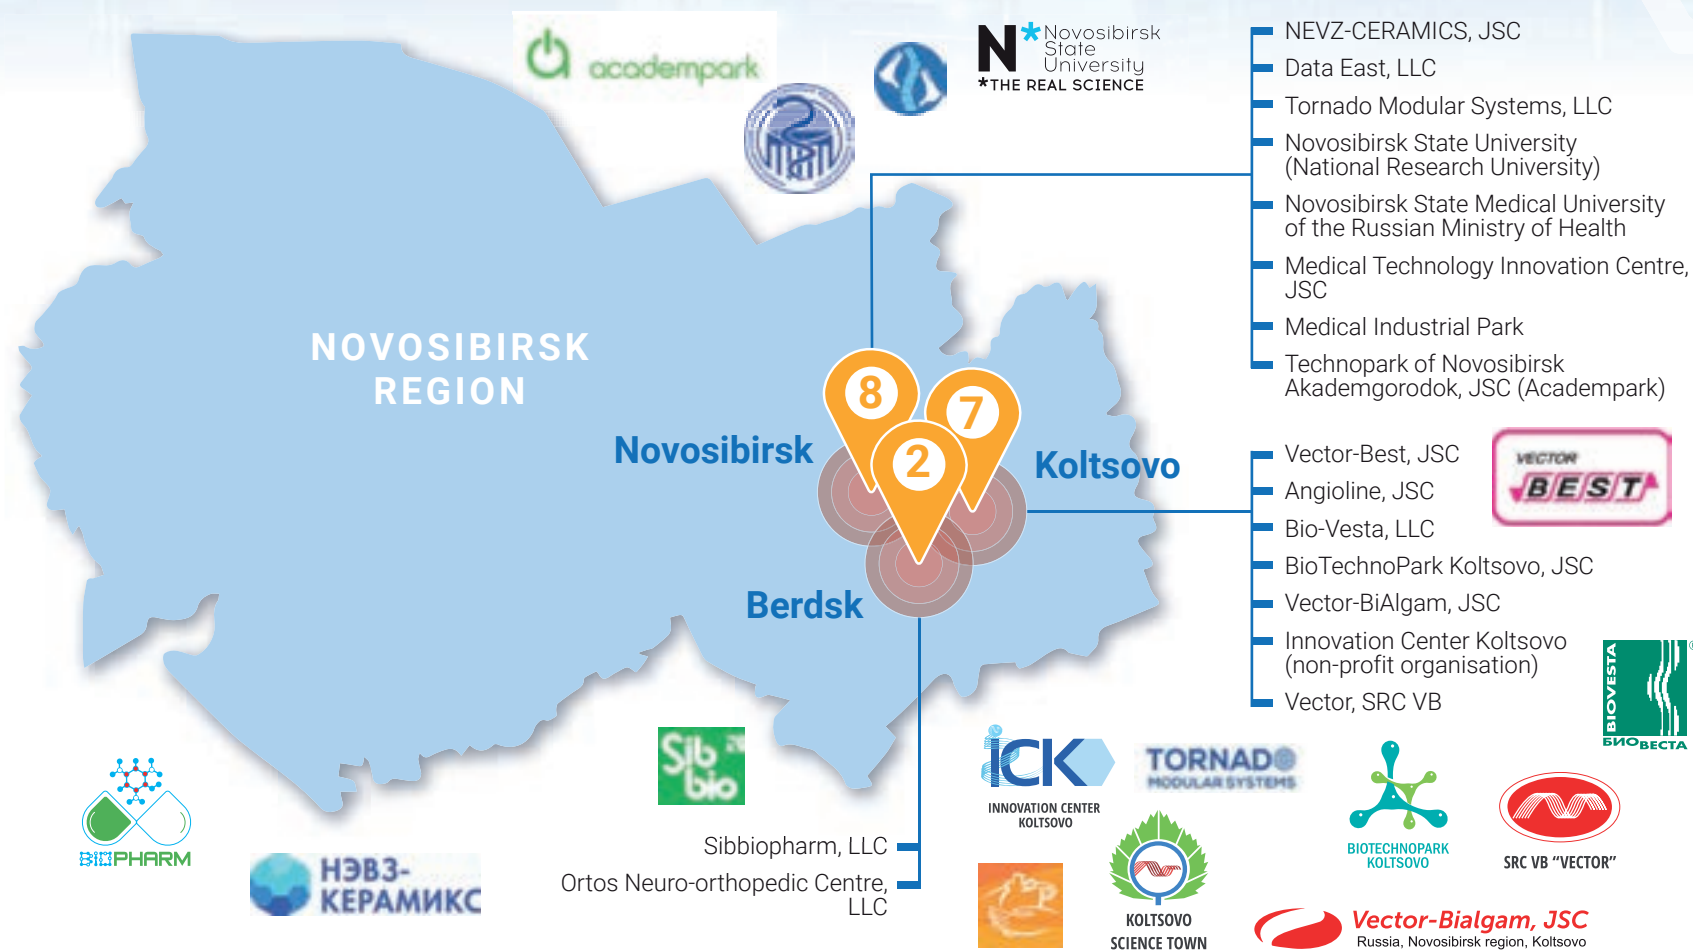 academpark
N*Novosibirsk
State
University
*THE REAL SCIENCE
NEVZ-CERAMICS, JSC
Data East, LLC
Tornado Modular Systems, LLC
Novosibirsk State University
(National Research University)
Novosibirsk State Medical University
of the Russian Ministry of Health
Medical Technology Innovation Centre,
JSC
Medical Industrial Park
Technopark of Novosibirsk
Akademgorodok, JSC (Academpark)
NOVOSIBIRSK
REGION
8
7
2
Novosibirsk
Koltsovo
Berdsk
Vector-Best, JSC
Angioline, JSC
Bio-Vesta, LLC
BioTechnoPark Koltsovo, JSC
Vector-BiAlgam, JSC
Innovation Center Koltsovo
(non-profit organisation)
Vector, SRC VB
VECTOR
BEST
BIOVESTA
®
БИОВЕСТА
Sib
bio
Sibbiopharm, LLC
Ortos Neuro-orthopedic Centre,
LLC
iCK
INNOVATION CENTER
KOLTSOVO
TORNADO
MODULAR SYSTEMS
BIOTECHNOPARK
KOLTSOVO
SRC VB "VECTOR"
BIOPHARM
НЭВЗ-
КЕРАМИКС
KOLTSOVO
SCIENCE TOWN
Vector-Bialgam, JSC
Russia, Novosibirsk region, Koltsovo